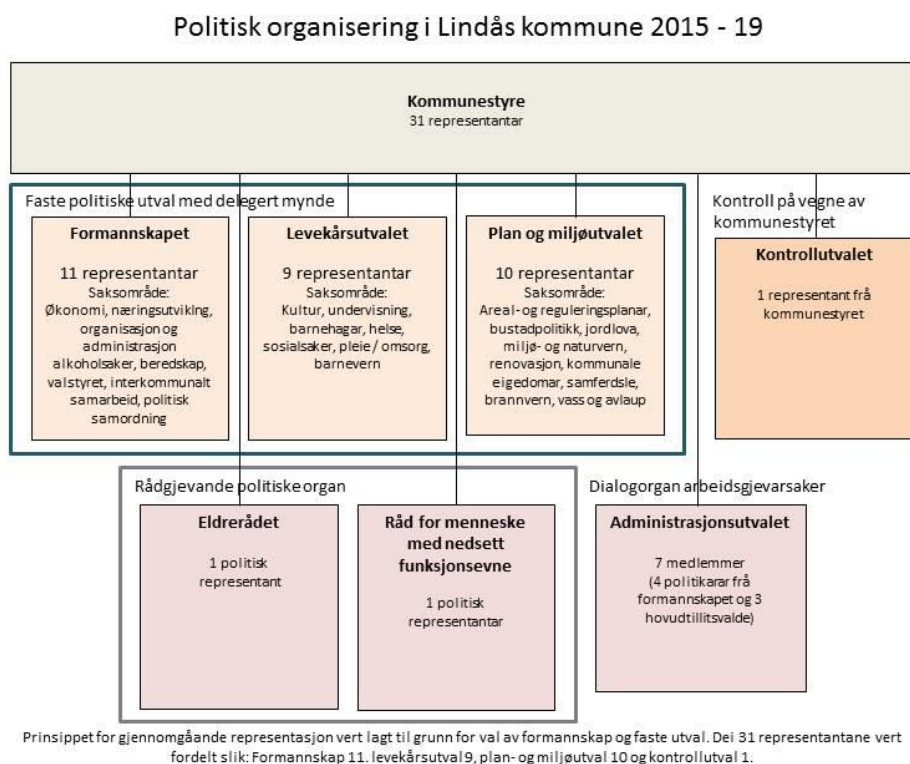 Politisk organisering i Lindås kommune 2015 - 19
Kommunestyre
31 representantar
Faste politiske utval med delegert mynde
Formannskapet
11 representantar
Saksområde:
Økonomi, næringsutviklng,
organisasjon og
administrasjon
alkoholsaker, beredskap,
valstyret, interkommunalt
samarbeid, politisk
samordning
Levekårsutvalet
9 representantar
Saksområde:
Kultur, undervisning,
barnehagar, helse,
sosialsaker, pleie / omsorg,
barnevern
Plan og miljøutvalet
10 representantar
Saksområde:
Areal- og reguleringsplanar,
bustadpolitikk, jordlova,
miljø- og naturvern,
renovasjon, kommunale
eigedomar, samferdsle,
brannvern, vass og avlaup
Kontroll på vegne av
kommunestyret
Kontrollutvalet
1 representant frå
kommunestyret
Rådgjevande politiske organ
Eldrerådet
1 politisk
representant
Råd for menneske
med nedsett
funksjonsevne
1 politisk
representantar
Dialogorgan arbeidsgjevarsaker
Administrasjonsutvalet
7 medlemmer
(4 politikarar frå
formannskapet og 3
hovudtillitsvalde)
Prinsippet for gjennomgåande representasjon vert lagt til grunn for val av formannskap og faste utval. Dei 31 representantane vert
fordelt slik: Formannskap 11. levekårsutval 9, plan- og miljøutval 10 og kontrollutval 1.